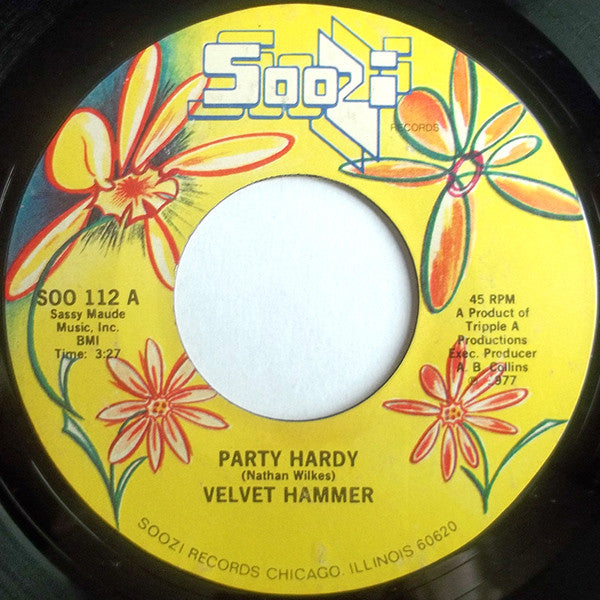 Soozi
RECORDS
SOO 112 A
Sassy Maude
Music, Inc.
BMI
Time: 3:27
45 RPM
A Product of
Tripple A
Productions
Exec. Producer
A. B. Collins
977
PARTY HARDY
(Nathan Wilkes)
VELVET HAMMER
SOOZI RECORDS CHICAGO. ILLINOIS 60620